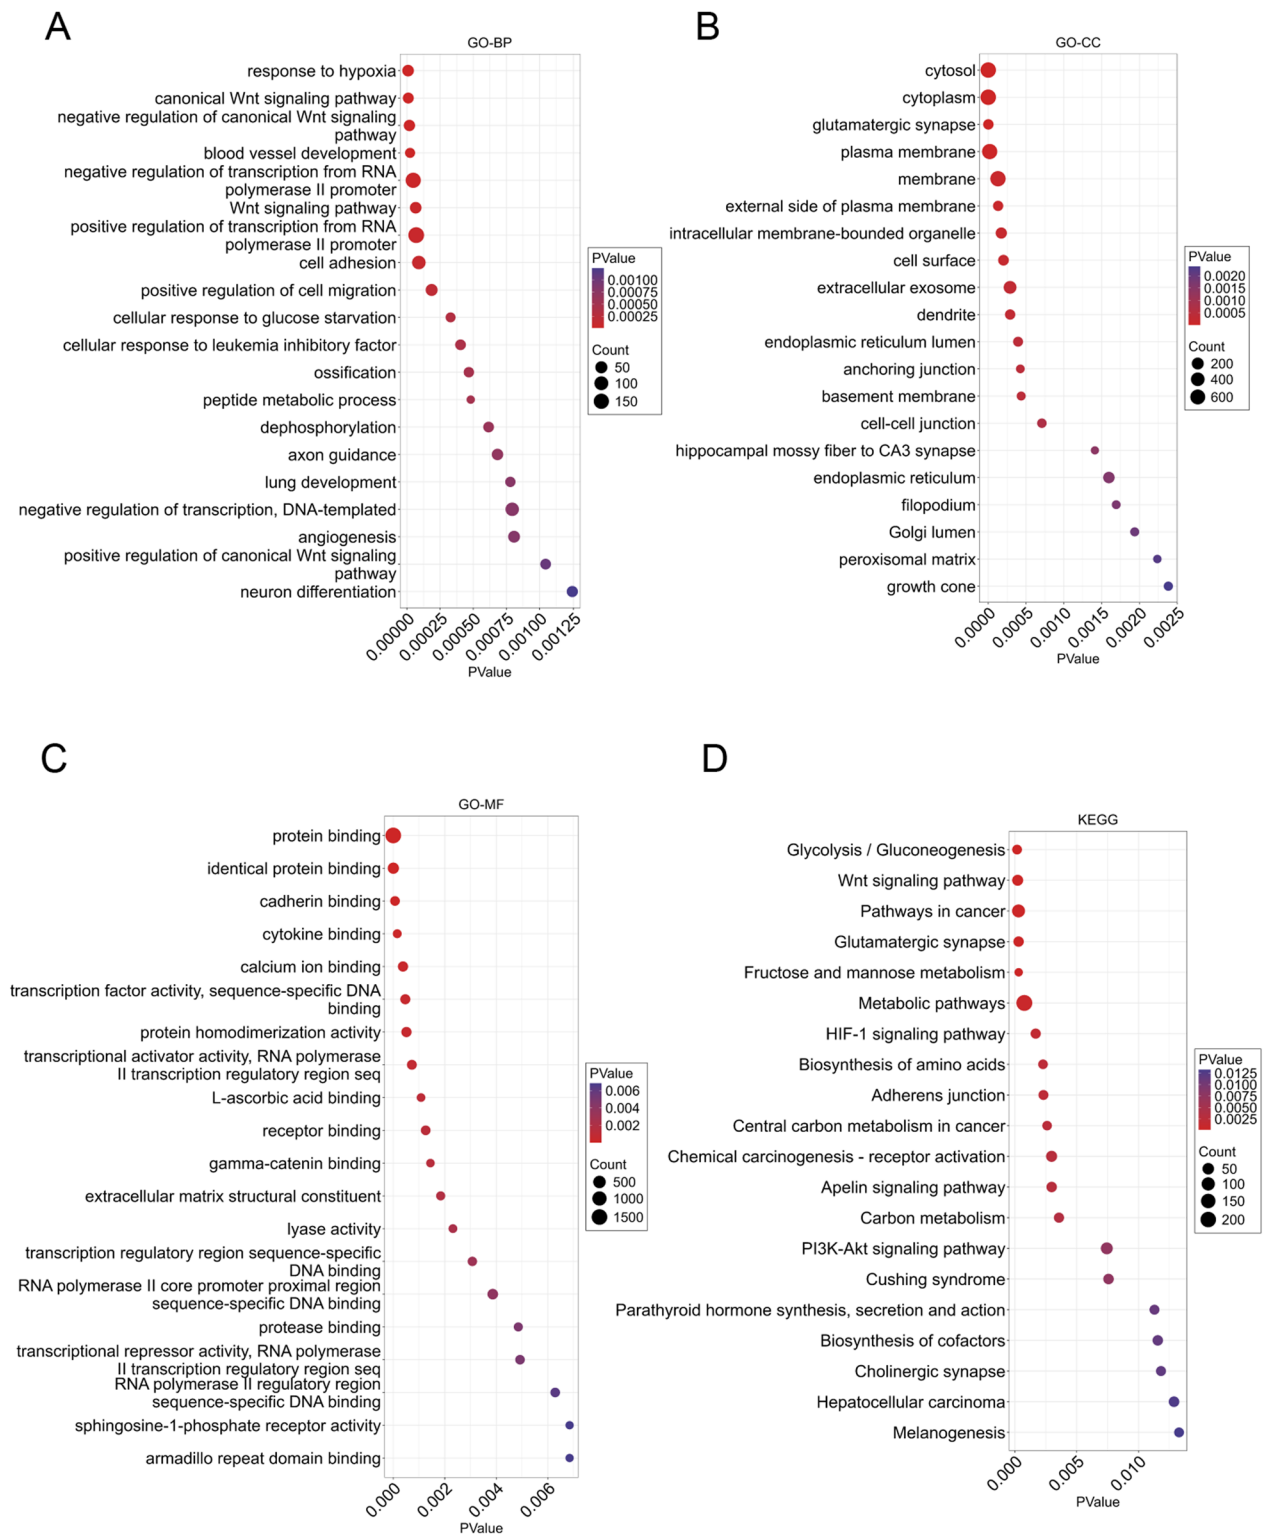 A
GO-BP
response to hypoxia
canonical Wnt signaling pathway
negative regulation of canonical Wnt signaling
pathway
blood vessel development
negative regulation of transcription from RNA
polymerase II promoter
Wnt signaling pathway
positive regulation of transcription from RNA
polymerase II promoter
cell adhesion
positive regulation of cell migration
cellular response to glucose starvation
cellular response to leukemia inhibitory factor
ossification
peptide metabolic process
dephosphorylation
axon guidance
lung development
negative regulation of transcription, DNA-templated
angiogenesis
positive regulation of canonical Wnt signaling
pathway
neuron differentiation
0.00000
0.00025
0.00050
0.00075
0.00100
0.00125
PValue
PValue
0.00100
0.00075
0.00050
0.00025
Count
50
100
150
B
GO-CC
cytosol
cytoplasm
glutamatergic synapse
plasma membrane
membrane
external side of plasma membrane
intracellular membrane-bounded organelle
cell surface
extracellular exosome
dendrite
endoplasmic reticulum lumen
anchoring junction
basement membrane
cell-cell junction
hippocampal mossy fiber to CA3 synapse
endoplasmic reticulum
filopodium
Golgi lumen
peroxisomal matrix
growth cone
0.0000
0.0005
0.0010
0.0015
0.0020
0.0025
PValue
PValue
0.0020
0.0015
0.0010
0.0005
Count
200
400
600
C
GO-MF
protein binding
identical protein binding
cadherin binding
cytokine binding
calcium ion binding
transcription factor activity, sequence-specific DNA
binding
protein homodimerization activity
transcriptional activator activity, RNA polymerase
II transcription regulatory region seq
L-ascorbic acid binding
receptor binding
gamma-catenin binding
extracellular matrix structural constituent
lyase activity
transcription regulatory region sequence-specific
DNA binding
RNA polymerase II core promoter proximal region
sequence-specific DNA binding
protease binding
transcriptional repressor activity, RNA polymerase
II transcription regulatory region seq
RNA polymerase II regulatory region
sequence-specific DNA binding
sphingosine-1-phosphate receptor activity
armadillo repeat domain binding
0.000
0.002
0.004
0.006
PValue
PValue
0.006
0.004
0.002
Count
500
1000
1500
D
KEGG
Glycolysis / Gluconeogenesis
Wnt signaling pathway
Pathways in cancer
Glutamatergic synapse
Fructose and mannose metabolism
Metabolic pathways
HIF-1 signaling pathway
Biosynthesis of amino acids
Adherens junction
Central carbon metabolism in cancer
Chemical carcinogenesis - receptor activation
Apelin signaling pathway
Carbon metabolism
PI3K-Akt signaling pathway
Cushing syndrome
Parathyroid hormone synthesis, secretion and action
Biosynthesis of cofactors
Cholinergic synapse
Hepatocellular carcinoma
Melanogenesis
0.000
0.005
0.010
PValue
PValue
0.0125
0.0100
0.0075
0.0050
0.0025
Count
50
100
150
200